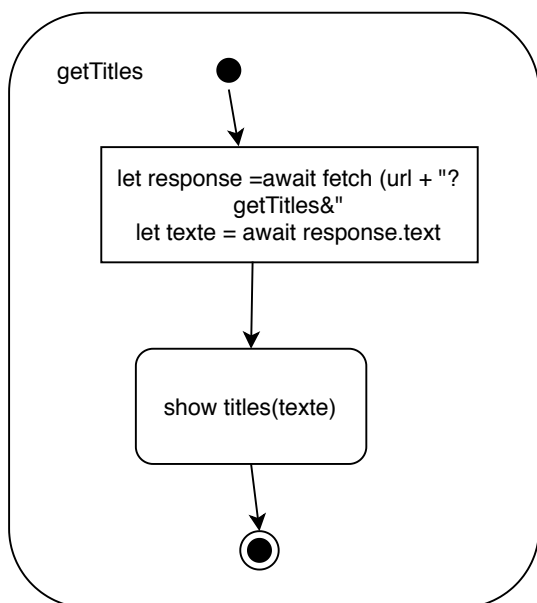 getTitles
let response =await fetch (url + "?
getTitles&"
let texte = await response.text
show titles(texte)